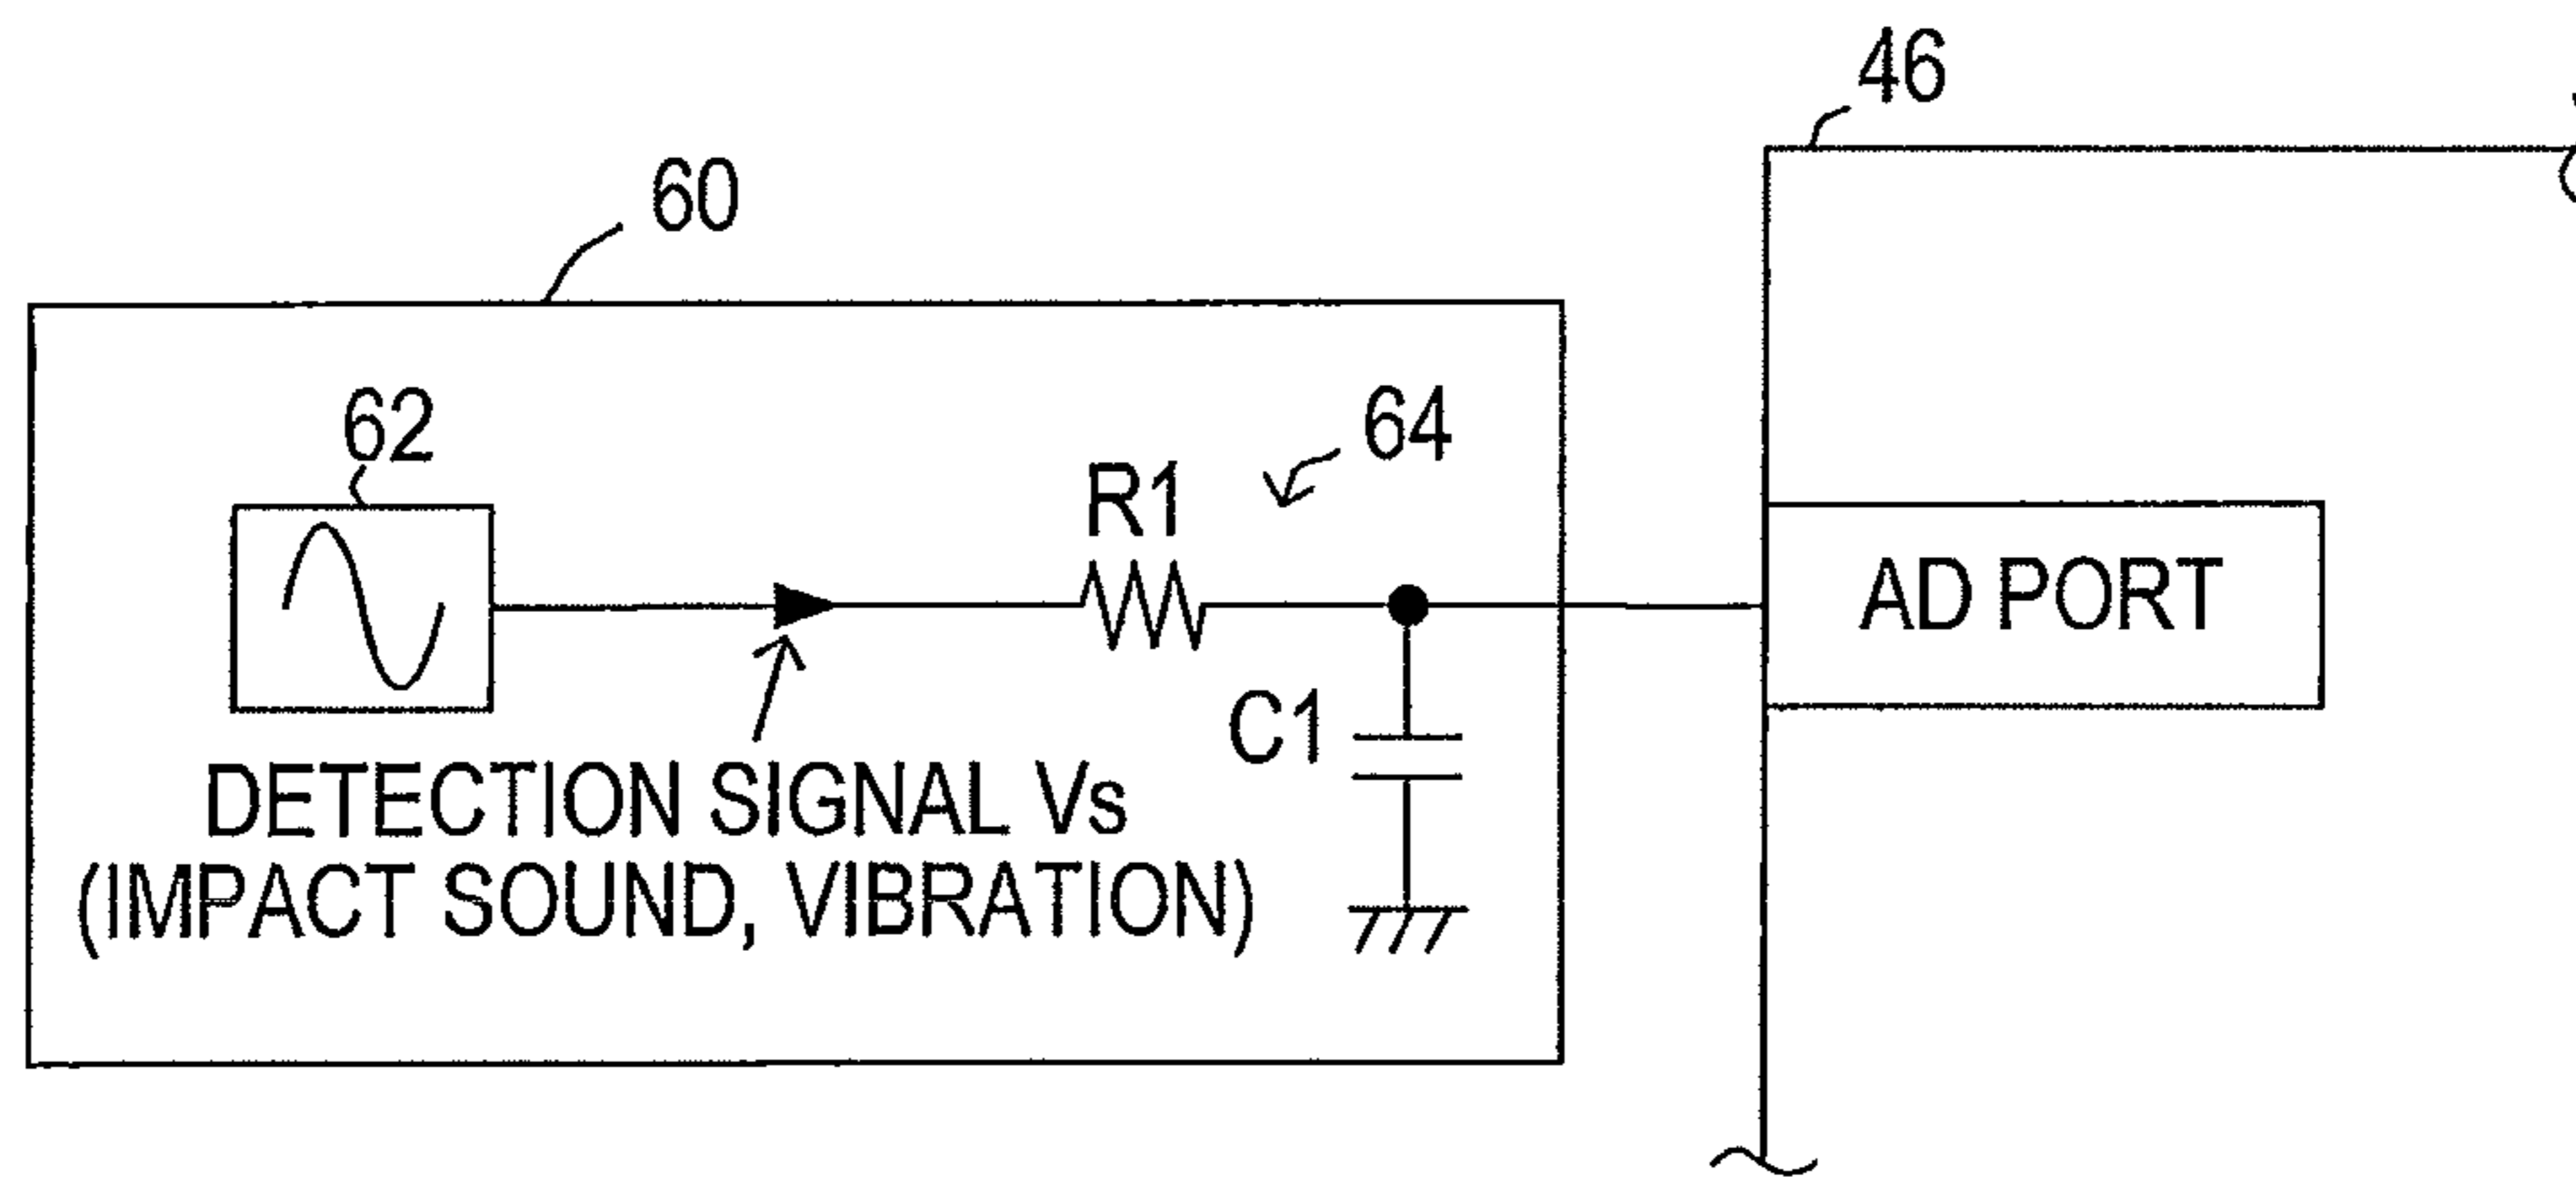 46
60
62
64
R1
AD PORT
C1
DETECTION SIGNAL Vs
(IMPACT SOUND, VIBRATION)